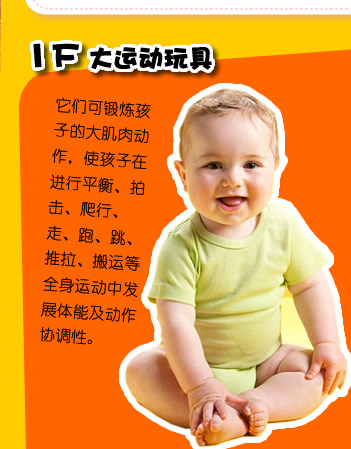 1F 大运动玩具
它们可锻炼孩
子的大肌肉动
作，使孩子在
进行平衡、拍
击、爬行、
走、跑、跳、
推拉、搬运等
全身运动中发
展体能及动作
协调性。